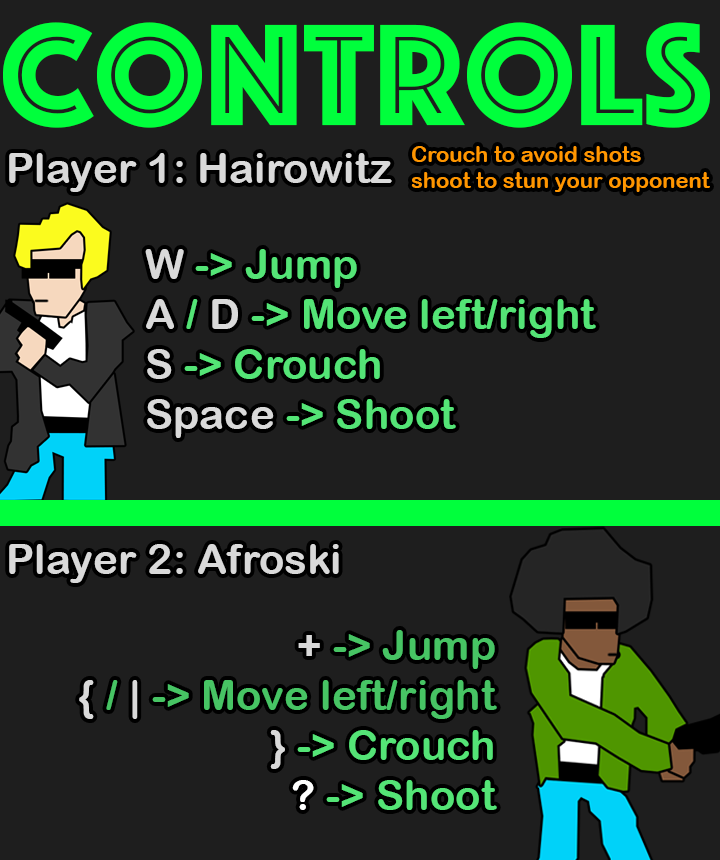 CONTROLS
Player 1: Hairowitz
Crouch to avoid shots
shoot to stun your opponent
W -> Jump
A / D -> Move left/right
S -> Crouch
Space -> Shoot
Player 2: Afroski
+ -> Jump
{ / | -> Move left/right
} -> Crouch
? -> Shoot